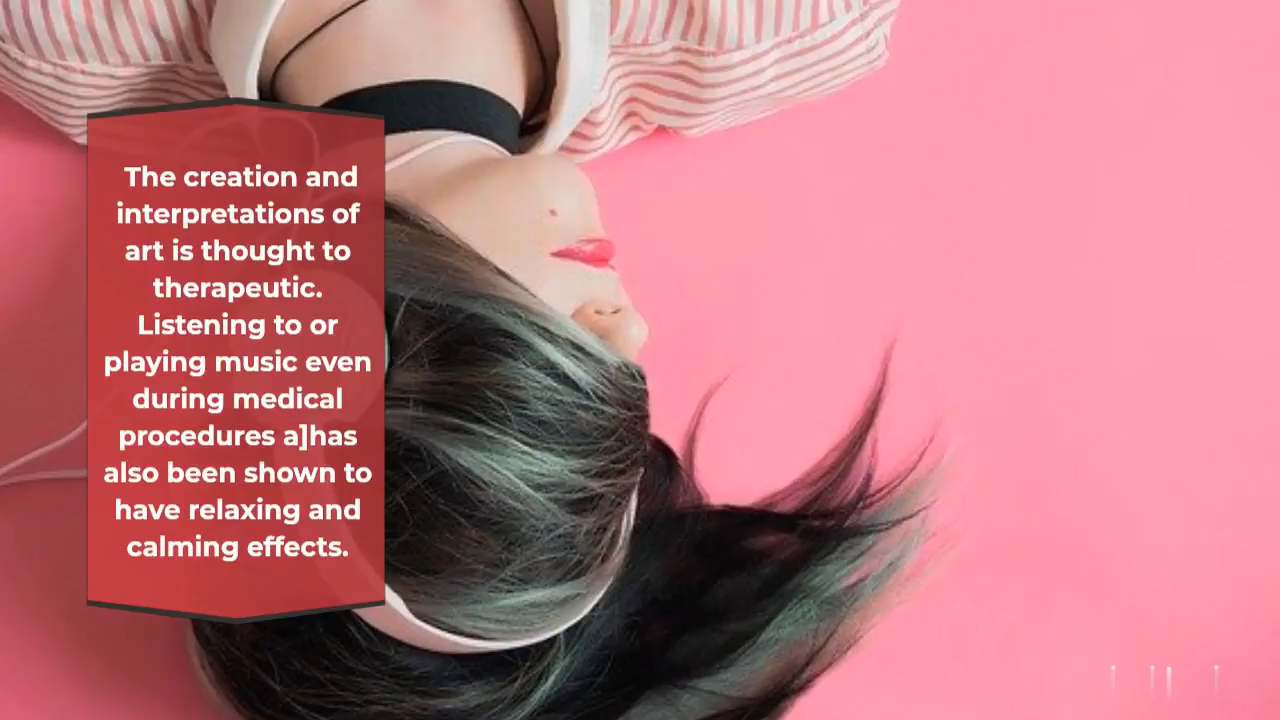 The creation and
interpretations of
art is thought to
therapeutic.
Listening to or
playing music even
during medical
procedures a]has
also been shown to
have relaxing and
calming effects.